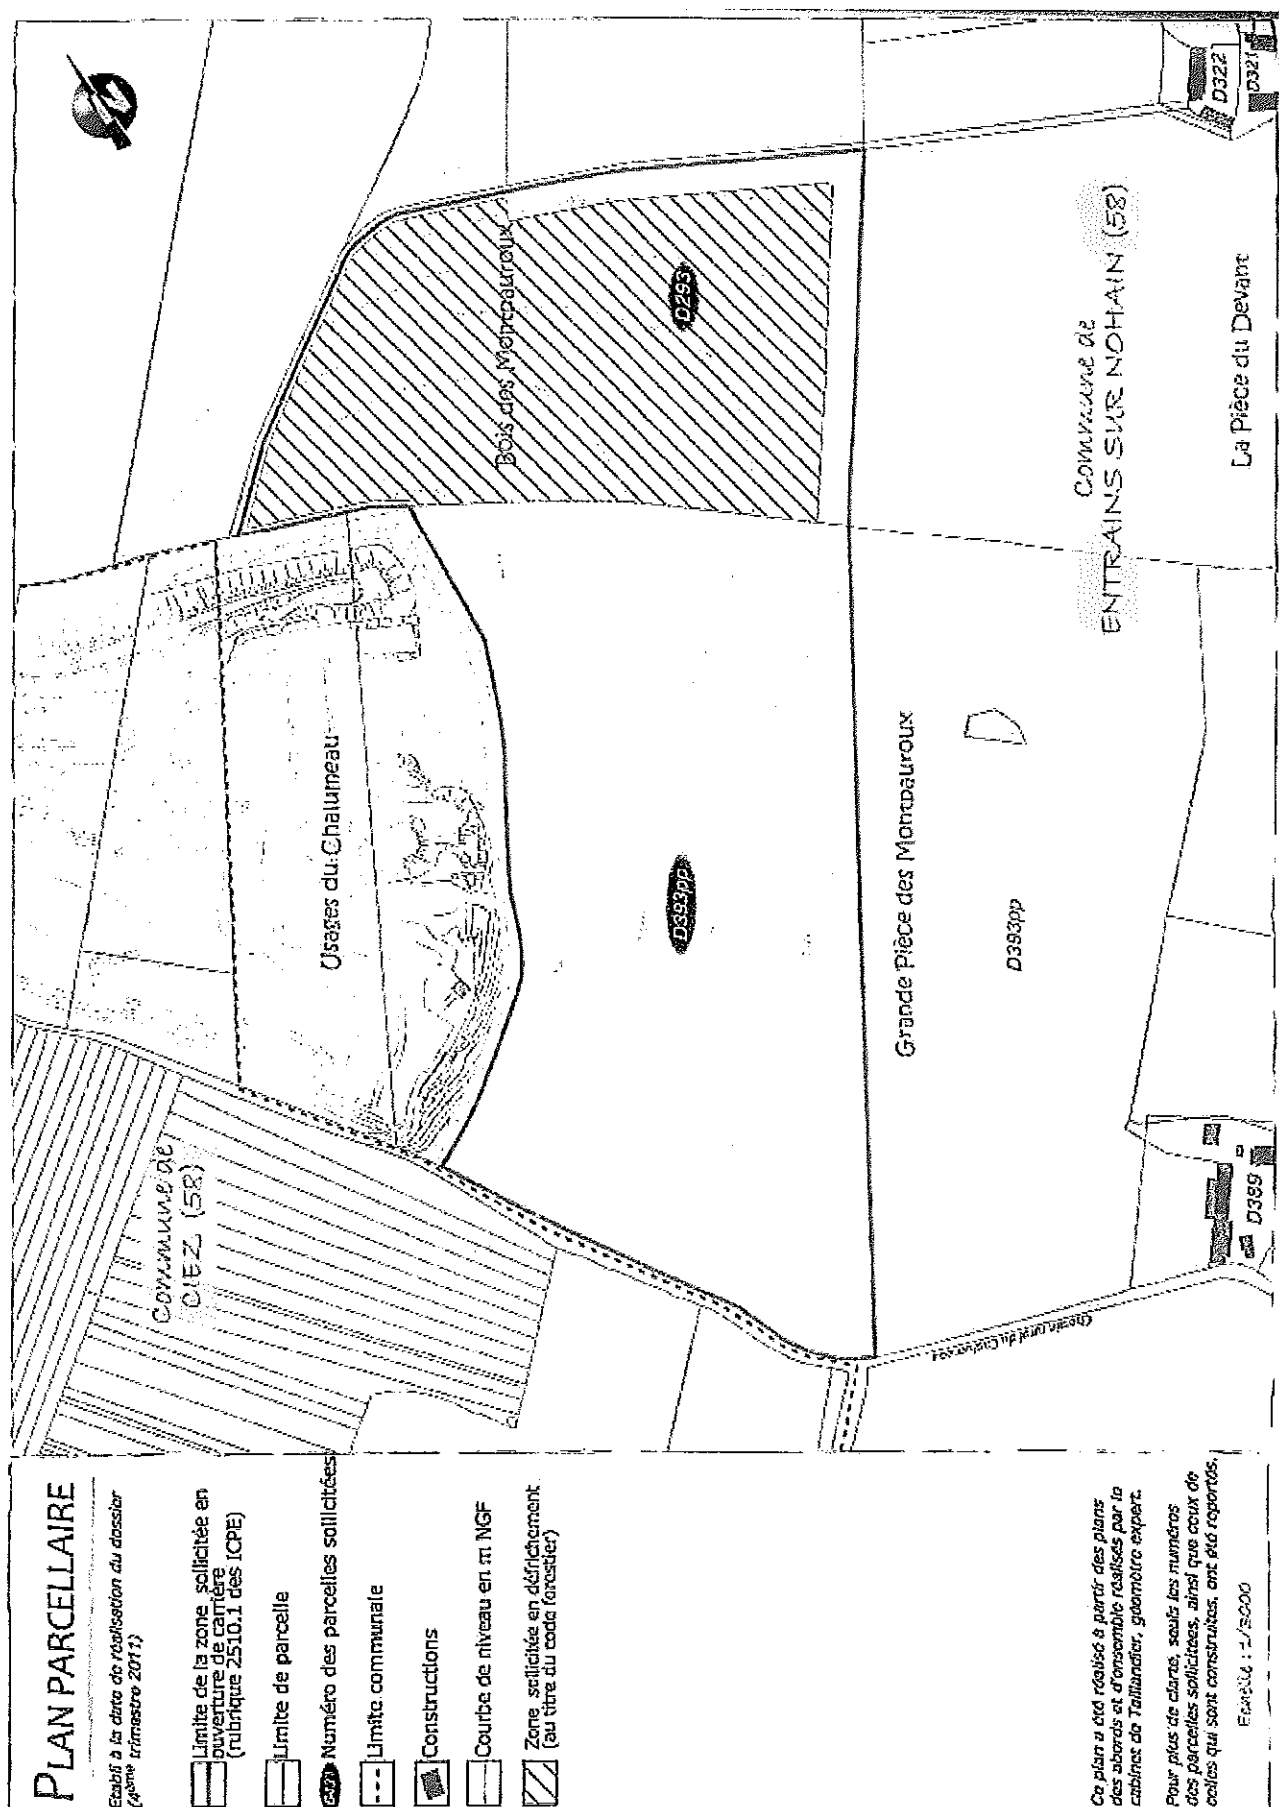 PLAN PARCELLAIRE
Etabli à la date de réalisation du dossier
(4ème trimestre 2011)
Limite de la zone sollicitée en
ouverture de carrière
(rubrique 2510.1 des ICPE)
Limite de parcelle
Numéro des parcelles sollicitées
Limite communale
Constructions
Courbe de niveau en m NGF
Zone sollicitée en défrichement
(au titre du code forestier)
Ce plan a été réalisé à partir des plans
des abords et d'ensemble réalisés par le
cabinet de Taillandier, géomètre expert.
Pour plus de clarté, seuls les numéros
des parcelles sollicitées, ainsi que ceux de
celles qui sont construites, ont été reportés.
Echelle :
Commune de
CIEZ (58)
Usages du Chalumeau
Bois des Montpauroux
D293
D393pp
Grande Pièce des Montpauroux
D393pp
Commune de
ENTRAINS SUR NOHAIN (58)
La Pièce du Devant
D322
D321
D389
Chemin rural du